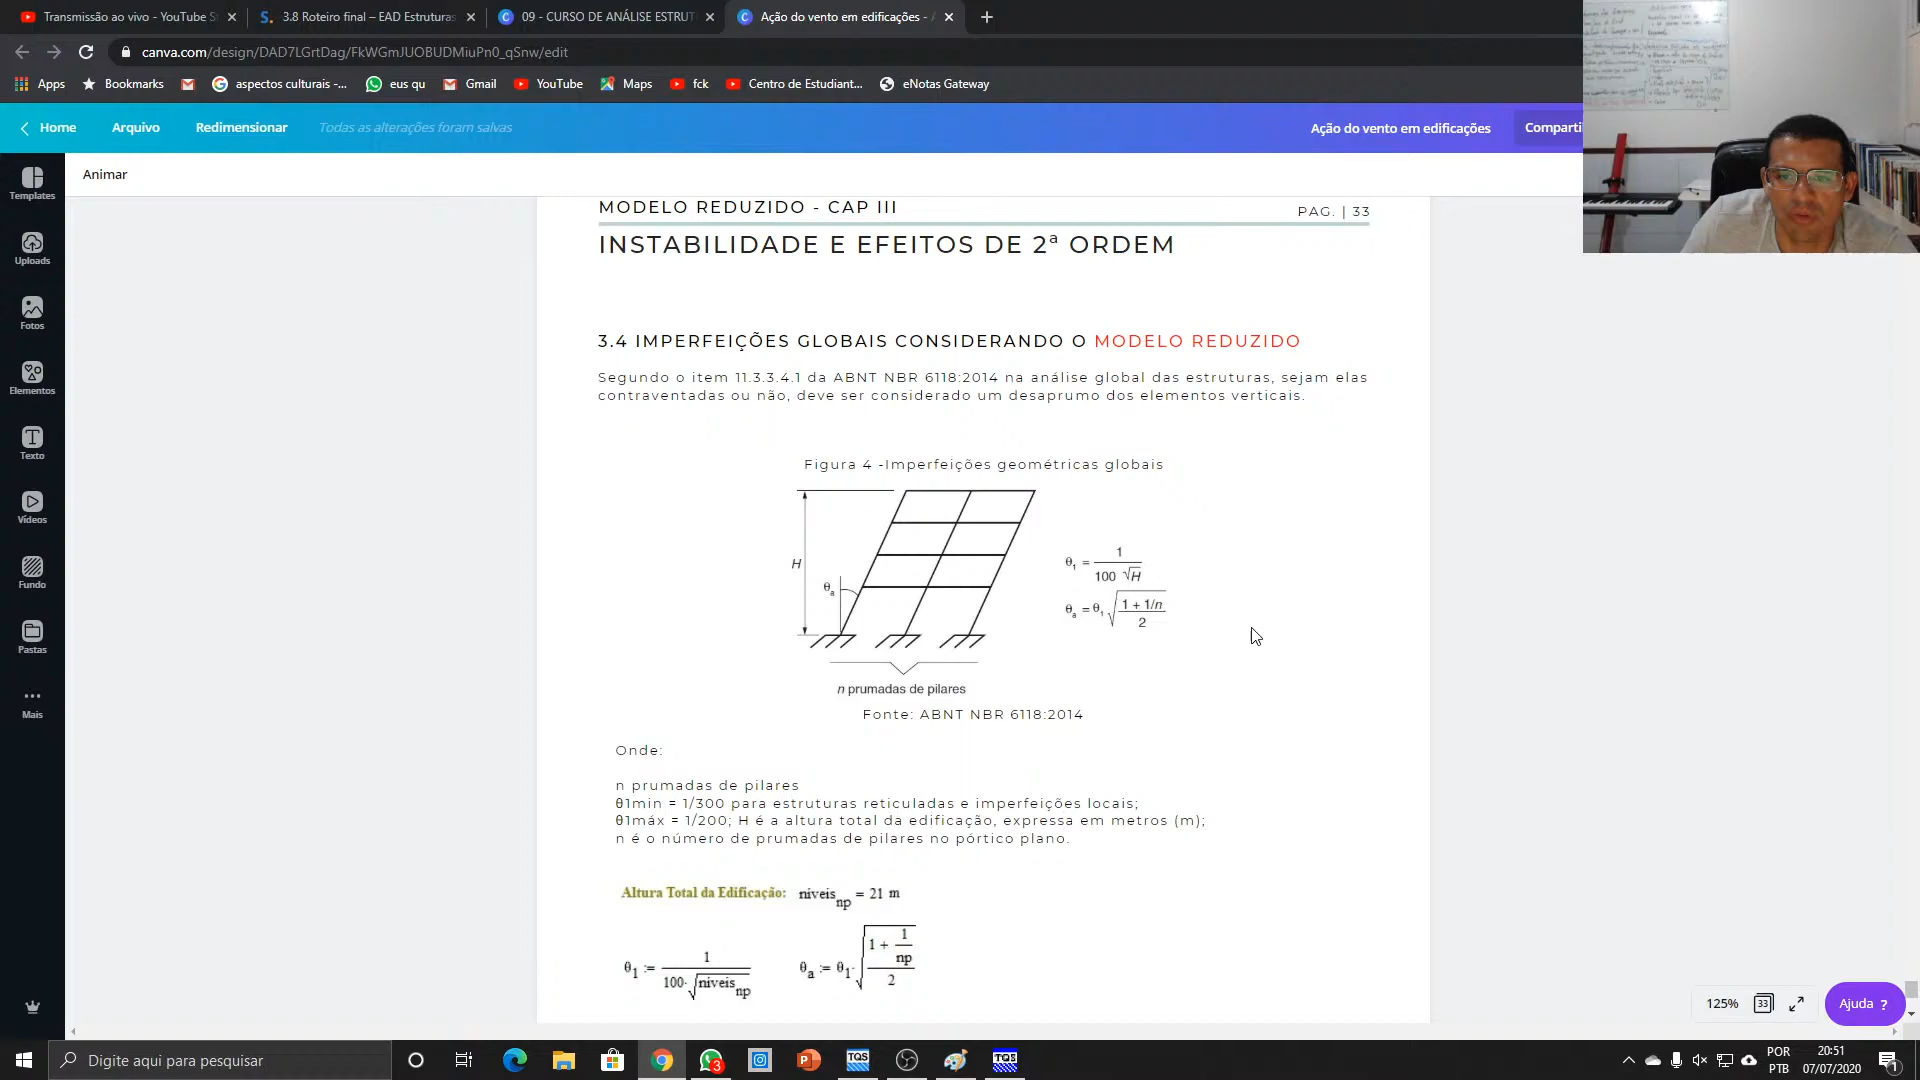 Transmissão ao vivo - YouTube S
3.8 Roteiro final – EAD Estruturas
09 - CURSO DE ANÁLISE ESTRUT
Ação do vento em edificações - A
canva.com/design/DAD7LGrtDag/FkWGmJUOBUDMiuPn0_qSnw/edit
Apps
Bookmarks
aspectos culturais -...
eus qu
Gmail
YouTube
Maps
fck
Centro de Estudiant...
eNotas Gateway
Home
Arquivo
Redimensionar
Todas as alterações foram salvas
Ação do vento em edificações
Comparti
Animar
Templates
Uploads
Fotos
Elementos
Texto
Vídeos
Fundo
Pastas
Mais
MODELO REDUZIDO - CAP III
PAG. | 33
INSTABILIDADE E EFEITOS DE 2ª ORDEM
3.4 IMPERFEIÇÕES GLOBAIS CONSIDERANDO O MODELO REDUZIDO
Segundo o item 11.3.3.4.1 da ABNT NBR 6118:2014 na análise global das estruturas, sejam elas
contraventadas ou não, deve ser considerado um desaprumo dos elementos verticais.
Figura 4 -Imperfeições geométricas globais
H
θa
θ1 = 1 / 100 √H
θa = θ1 √(1 + 1/n / 2)
n prumadas de pilares
Fonte: ABNT NBR 6118:2014
Onde:
n prumadas de pilares
θ1min = 1/300 para estruturas reticuladas e imperfeições locais;
θ1máx = 1/200; H é a altura total da edificação, expressa em metros (m);
n é o número de prumadas de pilares no pórtico plano.
Altura Total da Edificação: niveis np = 21 m
θ1 := 1 / 100·√niveis np
θa := θ1·√(1 + 1/np / 2)
125%
33
Ajuda ?
Digite aqui para pesquisar
3
TQS
TQS
POR
PTB
20:51
07/07/2020
1